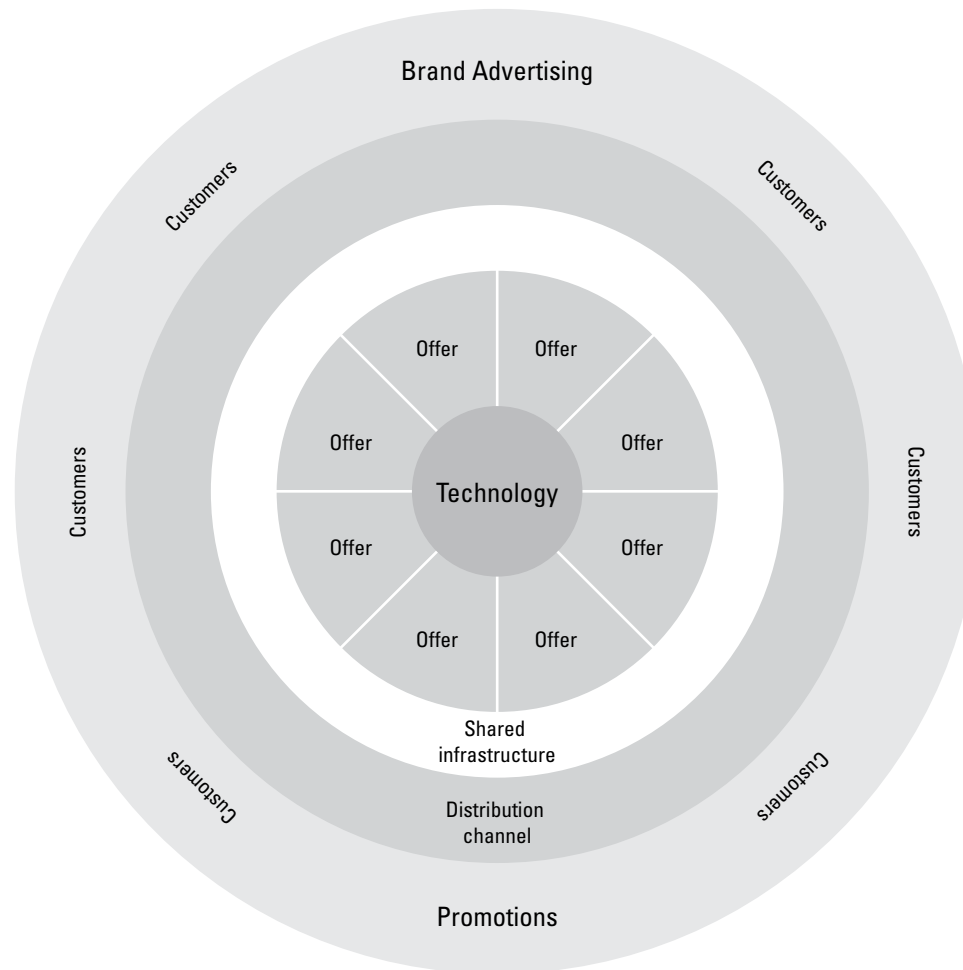 Brand Advertising
Customers
Customers
Offer
Offer
Offer
Offer
Customers
Technology
Customers
Offer
Offer
Offer
Offer
Shared
infrastructure
Customers
Customers
Distribution
channel
Promotions